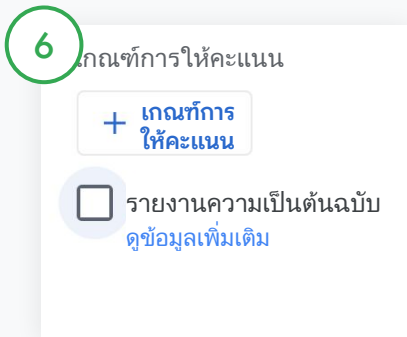 6
เกณฑ์การให้คะแนน
+ เกณฑ์การ
ให้คะแนน
รายงานความเป็นต้นฉบับ
ดูข้อมูลเพิ่มเติม